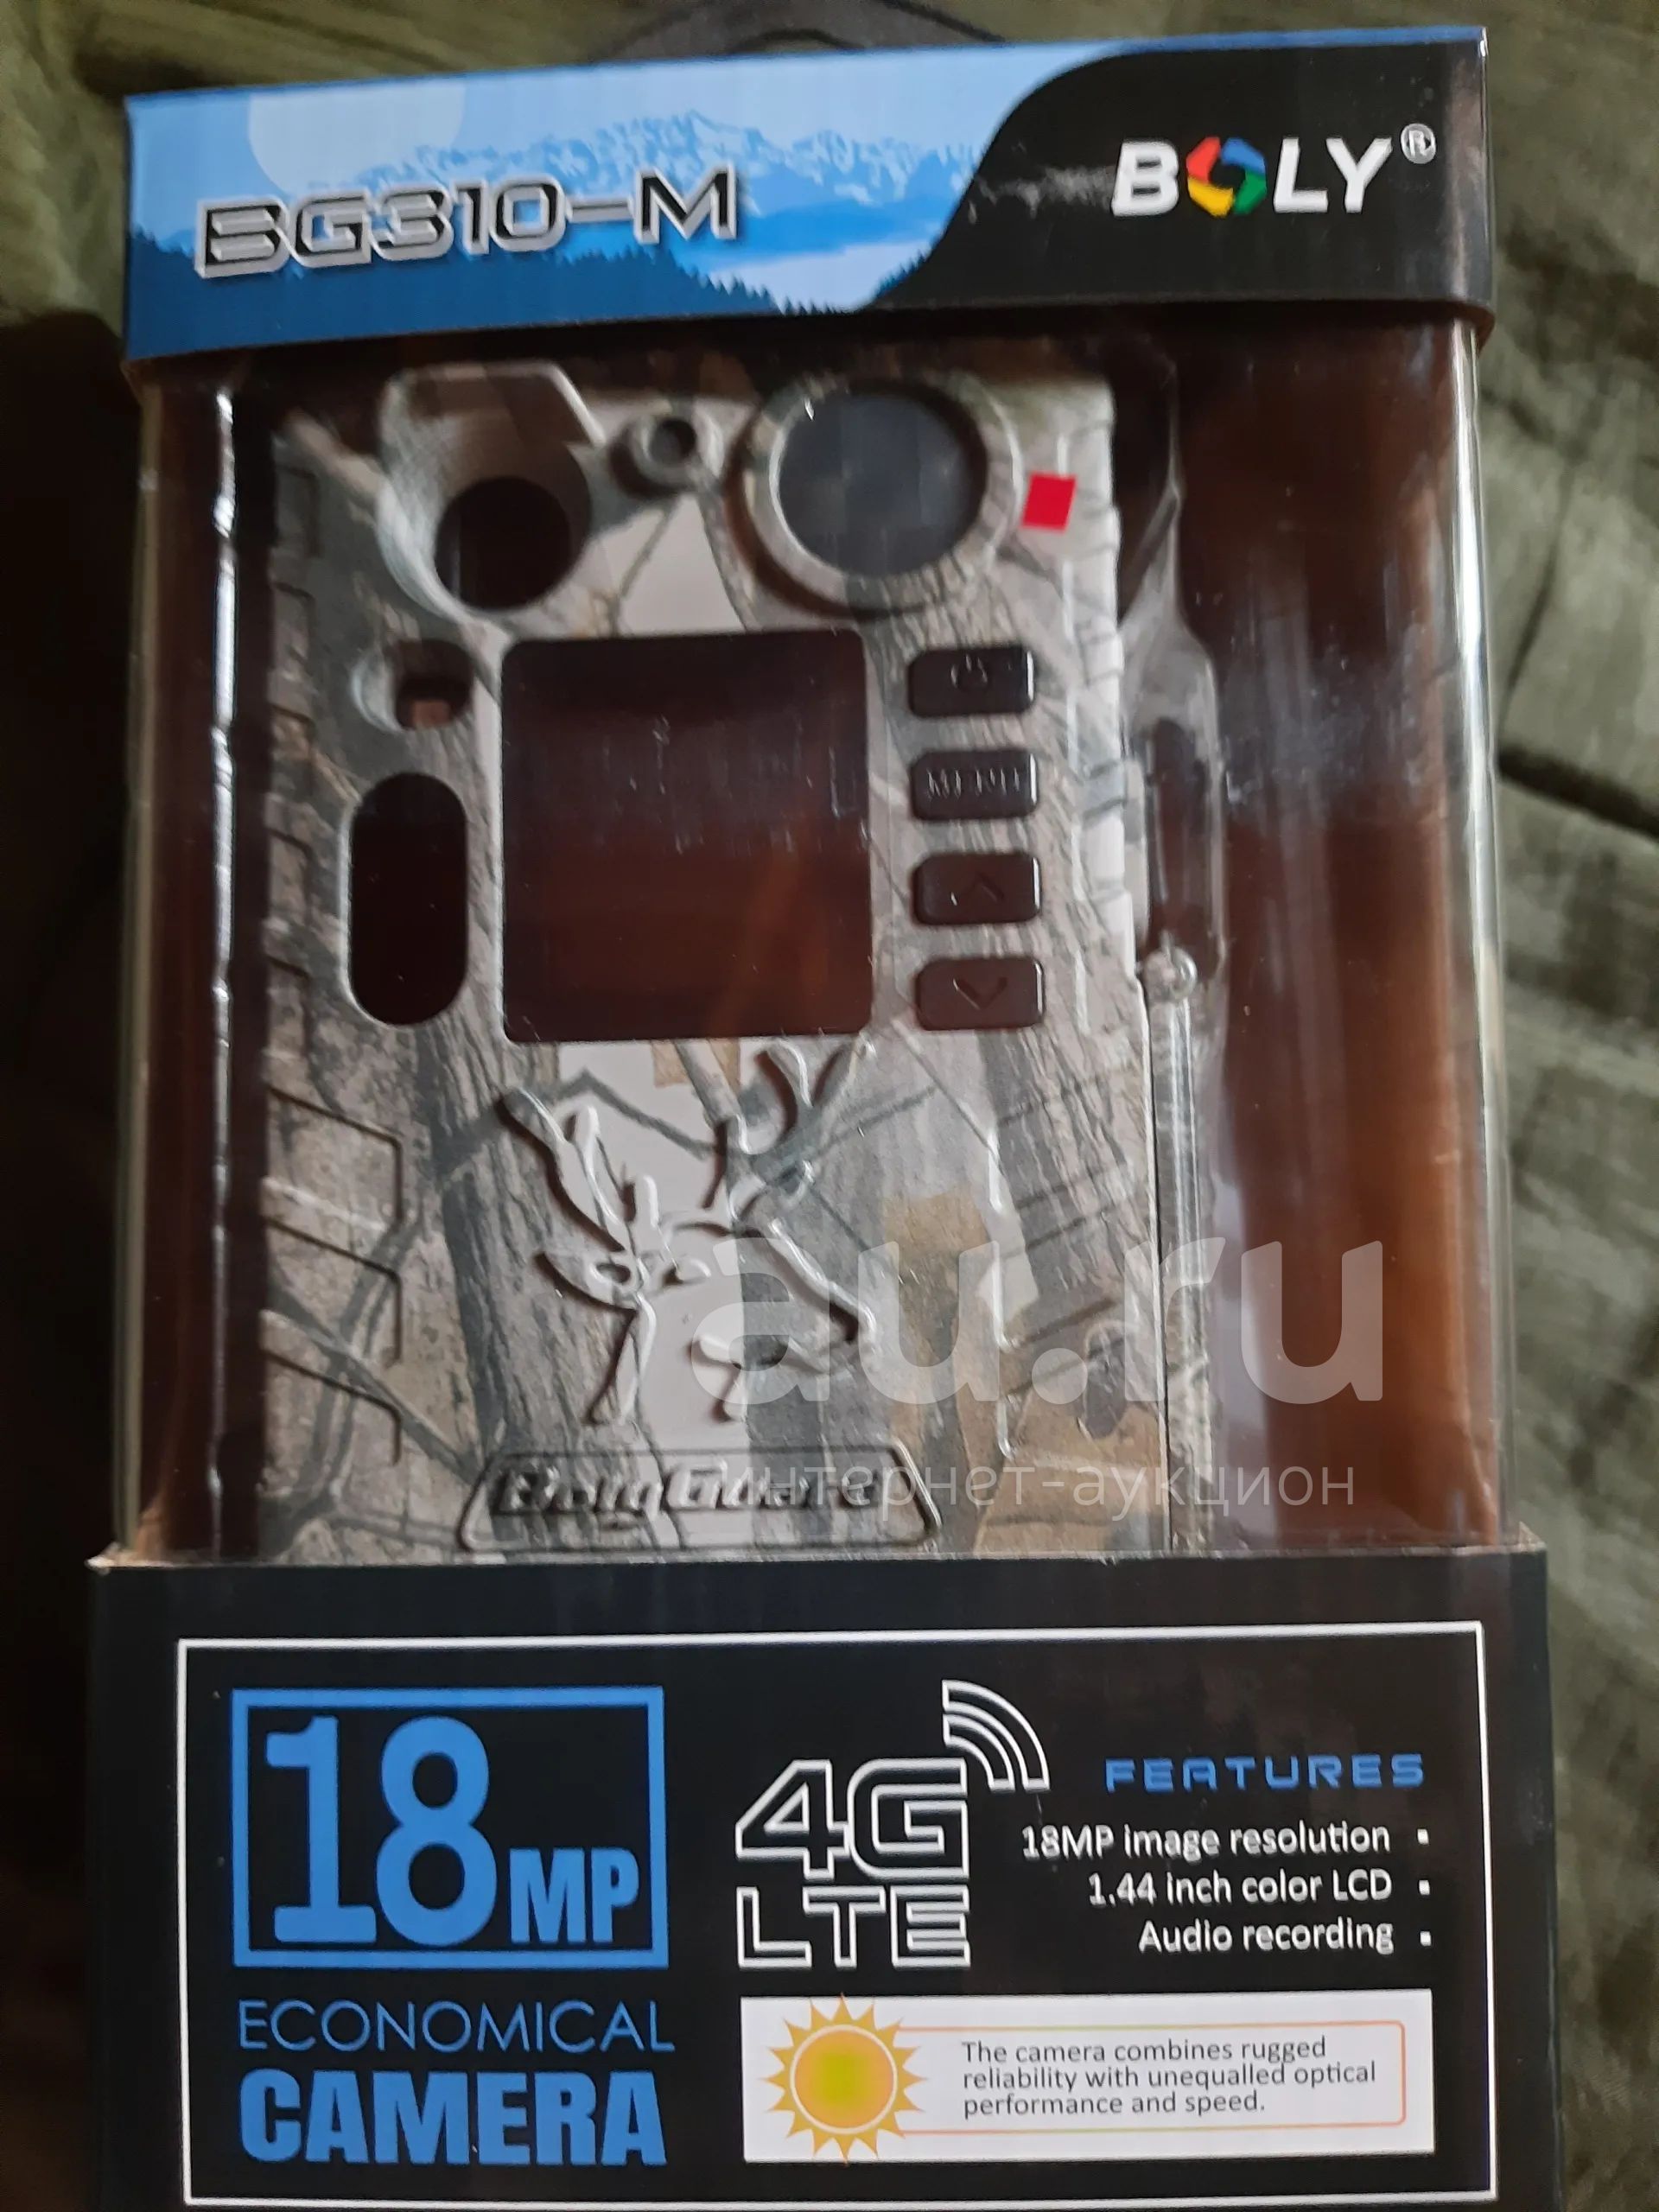 BG310-M
BOLY®
MENU
BolyGuard
au.ru
интернет-аукцион
18MP
ECONOMICAL
CAMERA
4G
LTE
FEATURES
18MP image resolution ▪
1.44 inch color LCD ▪
Audio recording ▪
The camera combines rugged
reliability with unequalled optical
performance and speed.